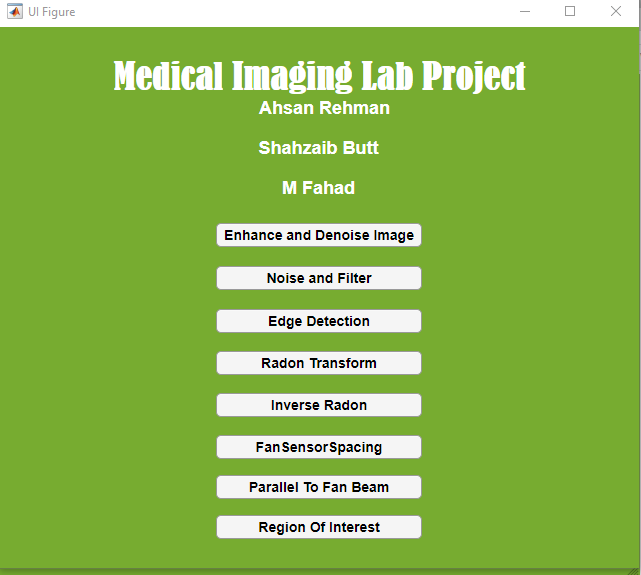 UI Figure
Medical Imaging Lab Project
Ahsan Rehman
Shahzaib Butt
M Fahad
Enhance and Denoise Image
Noise and Filter
Edge Detection
Radon Transform
Inverse Radon
FanSensorSpacing
Parallel To Fan Beam
Region Of Interest